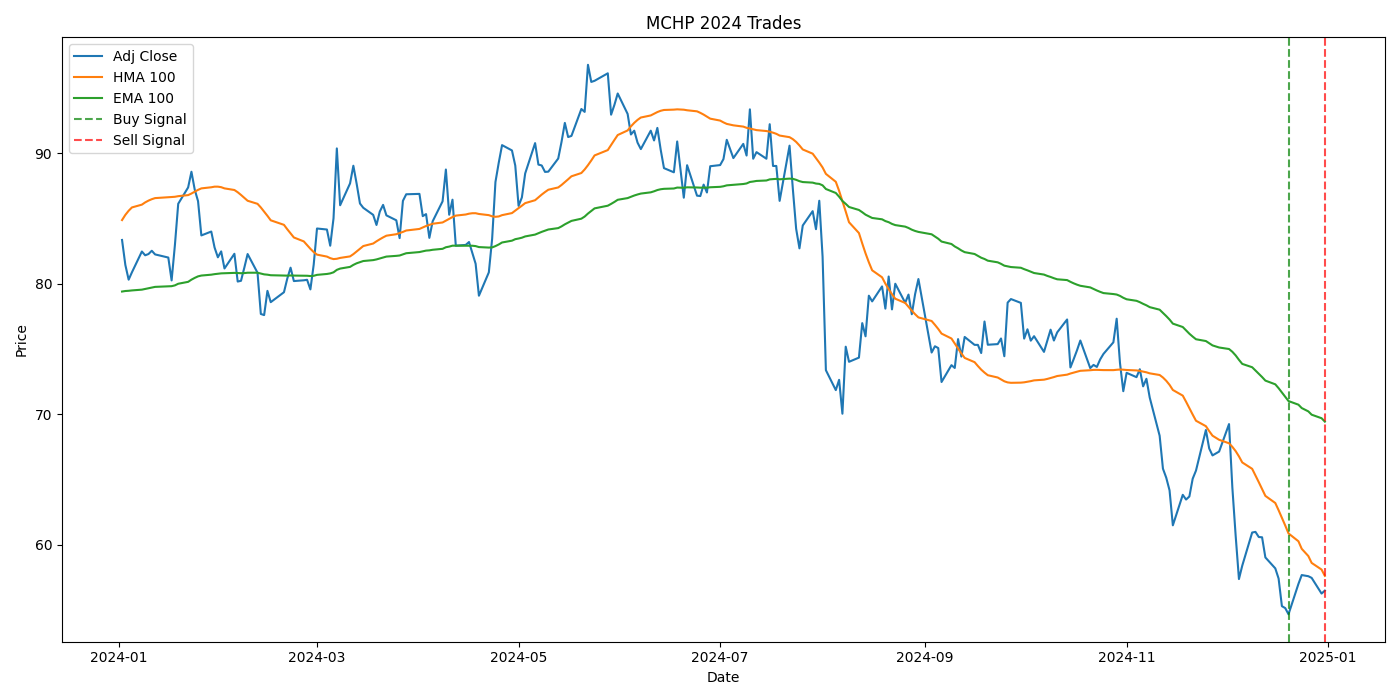 MCHP 2024 Trades
Adj Close
HMA 100
EMA 100
Buy Signal
Sell Signal
Price
90
80
70
60
2024-01
2024-03
2024-05
2024-07
2024-09
2024-11
2025-01
Date